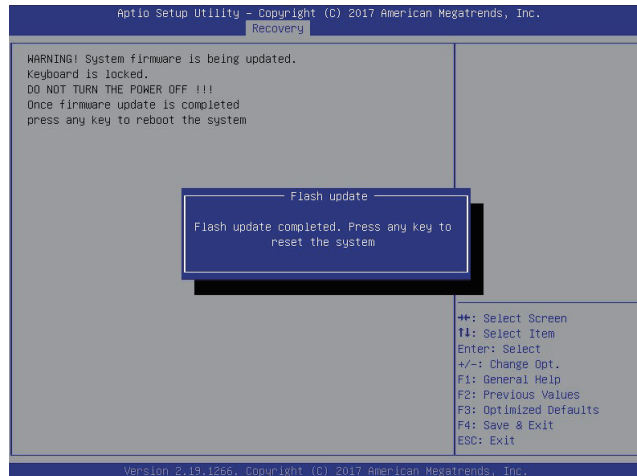 Aptio Setup Utility – Copyright (C) 2017 American Megatrends, Inc.
Recovery
WARNING! System firmware is being updated.
Keyboard is locked.
DO NOT TURN THE POWER OFF !!!
Once firmware update is completed
press any key to reboot the system
Flash update
Flash update completed. Press any key to
reset the system
→←: Select Screen
↑↓: Select Item
Enter: Select
+/-: Change Opt.
F1: General Help
F2: Previous Values
F3: Optimized Defaults
F4: Save & Exit
ESC: Exit
Version 2.19.1266. Copyright (C) 2017 American Megatrends, Inc.